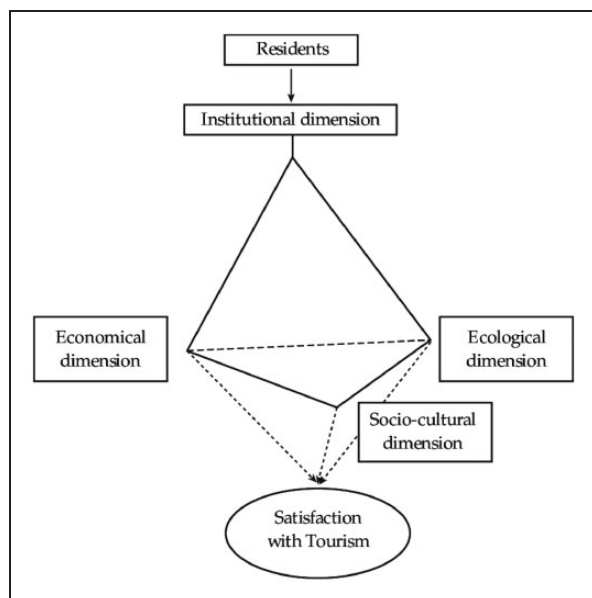 Residents
Institutional dimension
Economical
dimension
Ecological
dimension
Socio-cultural
dimension
Satisfaction
with Tourism